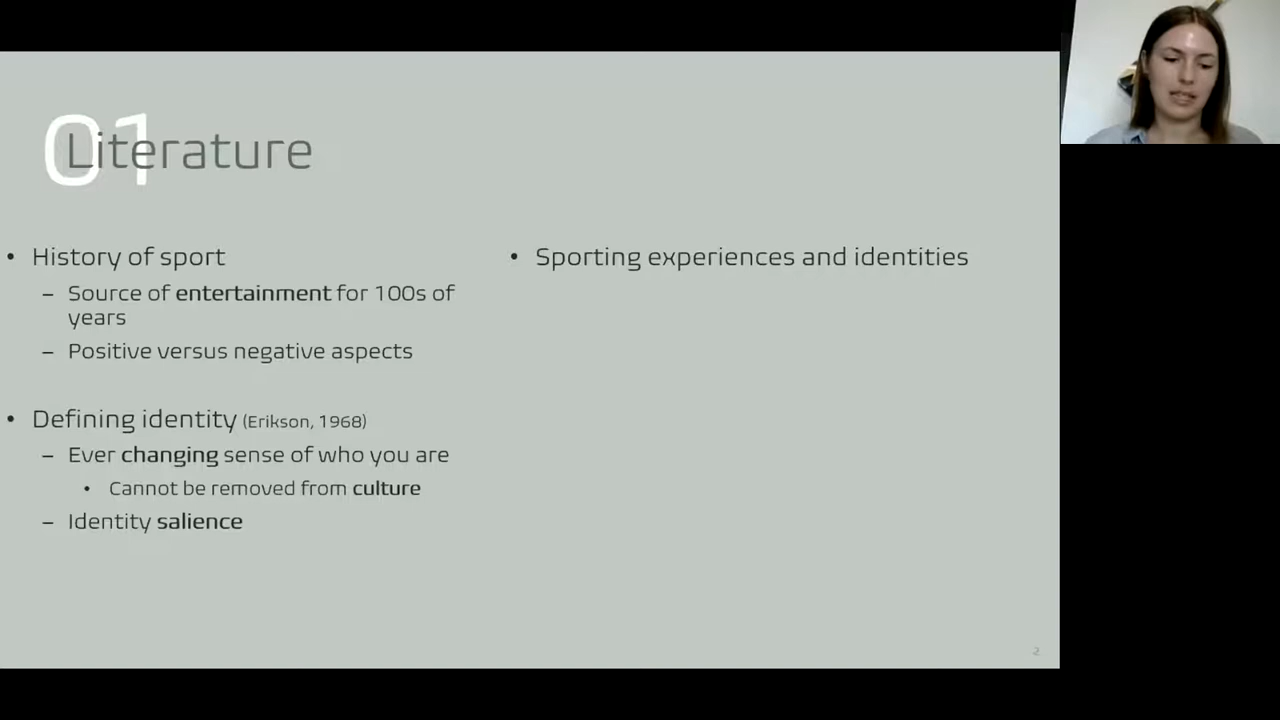 01
Literature
• History of sport
– Source of entertainment for 100s of
years
– Positive versus negative aspects
• Defining identity (Erikson, 1968)
– Ever changing sense of who you are
• Cannot be removed from culture
– Identity salience
• Sporting experiences and identities
2